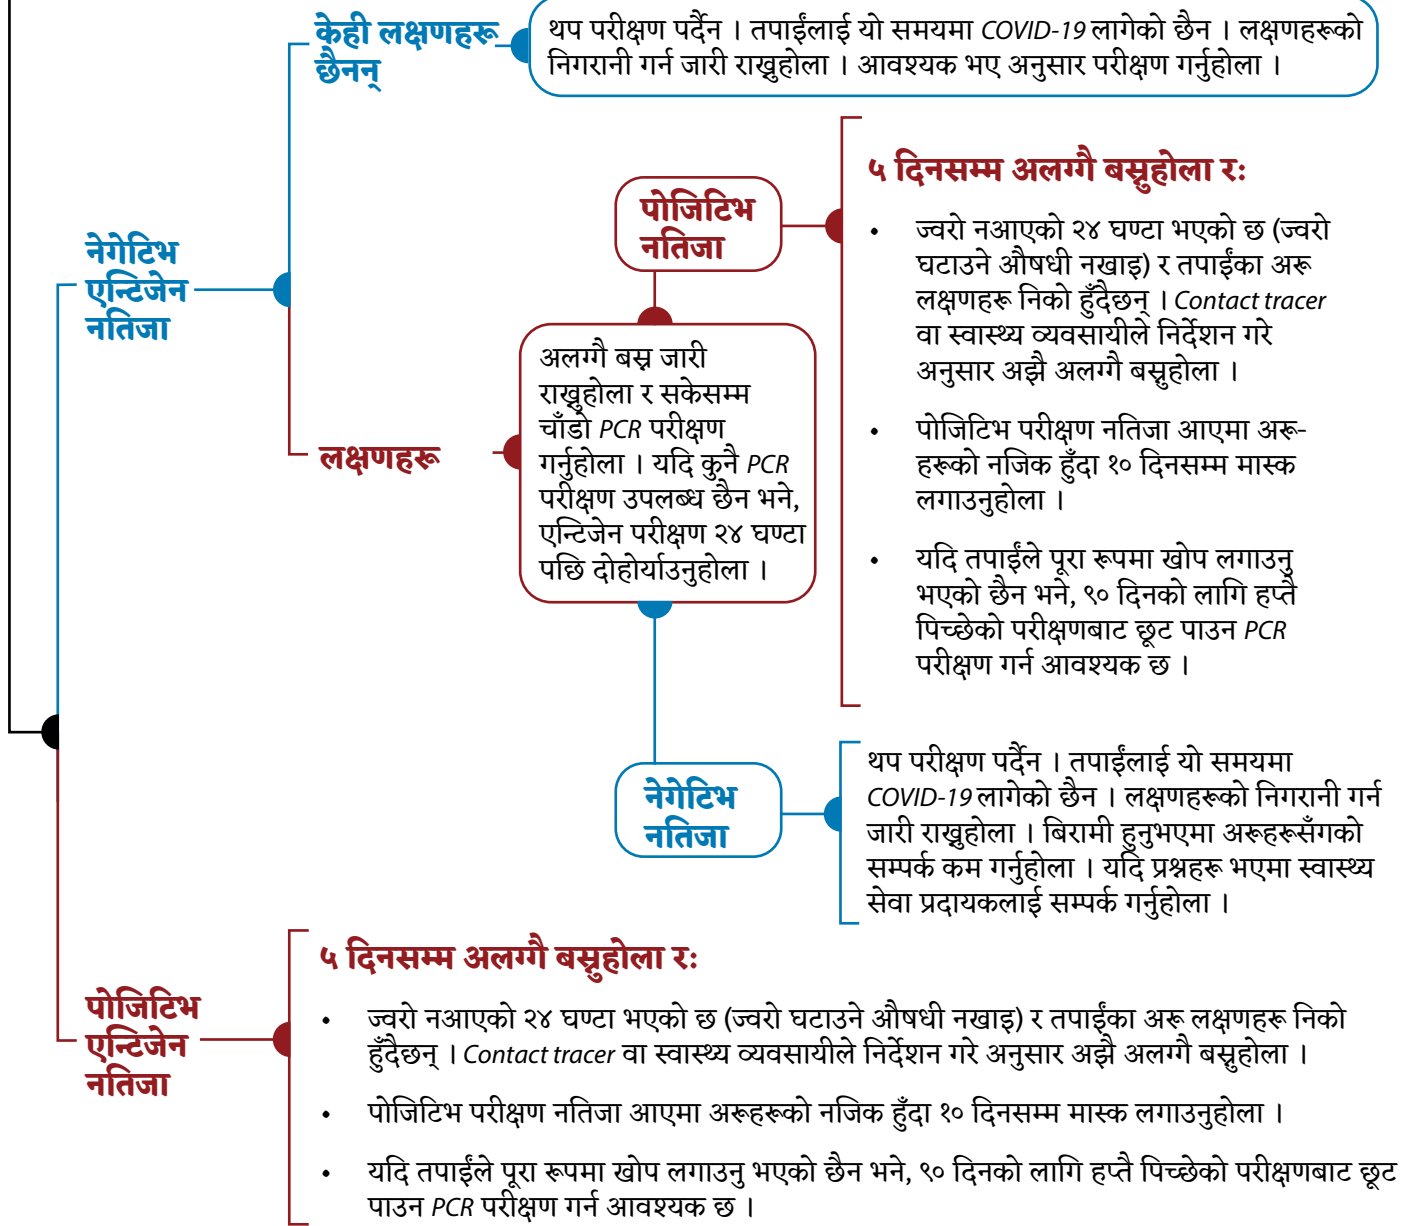 केही लक्षणहरू
छैनन्
थप परीक्षण पर्दैन । तपाईंलाई यो समयमा COVID-19 लागेको छैन । लक्षणहरूको
निगरानी गर्न जारी राख्नुहोला । आवश्यक भए अनुसार परीक्षण गर्नुहोला ।
नेगेटिभ
एन्टिजेन
नतिजा
लक्षणहरू
अलग्गै बस्न जारी
राख्नुहोला र सकेसम्म
चाँडो PCR परीक्षण
गर्नुहोला । यदि कुनै PCR
परीक्षण उपलब्ध छैन भने,
एन्टिजेन परीक्षण २४ घण्टा
पछि दोहोर्याउनुहोला ।
पोजिटिभ
नतिजा
५ दिनसम्म अलग्गै बस्नुहोला रः
• ज्वरो नआएको २४ घण्टा भएको छ (ज्वरो
घटाउने औषधी नखाइ) र तपाईंका अरू
लक्षणहरू निको हुँदैछन् । Contact tracer
वा स्वास्थ्य व्यवसायीले निर्देशन गरे
अनुसार अझै अलग्गै बस्नुहोला ।
• पोजिटिभ परीक्षण नतिजा आएमा अरू-
हरूको नजिक हुँदा १० दिनसम्म मास्क
लगाउनुहोला ।
• यदि तपाईंले पूरा रूपमा खोप लगाउनु
भएको छैन भने, ९० दिनको लागि हप्तै
पिच्छेको परीक्षणबाट छूट पाउन PCR
परीक्षण गर्न आवश्यक छ ।
नेगेटिभ
नतिजा
थप परीक्षण पर्दैन । तपाईंलाई यो समयमा
COVID-19 लागेको छैन । लक्षणहरूको निगरानी गर्न
जारी राख्नुहोला । बिरामी हुनुभएमा अरूहरूसँगको
सम्पर्क कम गर्नुहोला । यदि प्रश्नहरू भएमा स्वास्थ्य
सेवा प्रदायकलाई सम्पर्क गर्नुहोला ।
पोजिटिभ
एन्टिजेन
नतिजा
५ दिनसम्म अलग्गै बस्नुहोला रः
• ज्वरो नआएको २४ घण्टा भएको छ (ज्वरो घटाउने औषधी नखाइ) र तपाईंका अरू लक्षणहरू निको
हुँदैछन् । Contact tracer वा स्वास्थ्य व्यवसायीले निर्देशन गरे अनुसार अझै अलग्गै बस्नुहोला ।
• पोजिटिभ परीक्षण नतिजा आएमा अरूहरूको नजिक हुँदा १० दिनसम्म मास्क लगाउनुहोला ।
• यदि तपाईंले पूरा रूपमा खोप लगाउनु भएको छैन भने, ९० दिनको लागि हप्तै पिच्छेको परीक्षणबाट छूट
पाउन PCR परीक्षण गर्न आवश्यक छ ।